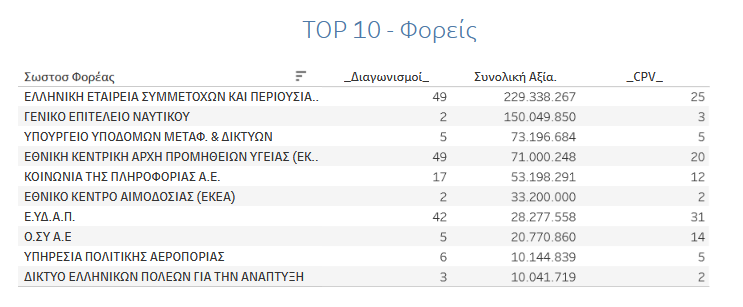 TOP 10 - Φορείς
Σωστοσ Φορέας _Διαγωνισμοί_ Συνολική Αξία. _CPV_
ΕΛΛΗΝΙΚΗ ΕΤΑΙΡΕΙΑ ΣΥΜΜΕΤΟΧΩΝ ΚΑΙ ΠΕΡΙΟΥΣΙΑ.. 49 229.338.267 25
ΓΕΝΙΚΟ ΕΠΙΤΕΛΕΙΟ ΝΑΥΤΙΚΟΥ 2 150.049.850 3
ΥΠΟΥΡΓΕΙΟ ΥΠΟΔΟΜΩΝ ΜΕΤΑΦ. & ΔΙΚΤΥΩΝ 5 73.196.684 5
ΕΘΝΙΚΗ ΚΕΝΤΡΙΚΗ ΑΡΧΗ ΠΡΟΜΗΘΕΙΩΝ ΥΓΕΙΑΣ (ΕΚ.. 49 71.000.248 20
ΚΟΙΝΩΝΙΑ ΤΗΣ ΠΛΗΡΟΦΟΡΙΑΣ Α.Ε. 17 53.198.291 12
ΕΘΝΙΚΟ ΚΕΝΤΡΟ ΑΙΜΟΔΟΣΙΑΣ (ΕΚΕΑ) 2 33.200.000 2
Ε.ΥΔ.Α.Π. 42 28.277.558 31
Ο.ΣΥ Α.Ε 5 20.770.860 14
ΥΠΗΡΕΣΙΑ ΠΟΛΙΤΙΚΗΣ ΑΕΡΟΠΟΡΙΑΣ 6 10.144.839 5
ΔΙΚΤΥΟ ΕΛΛΗΝΙΚΩΝ ΠΟΛΕΩΝ ΓΙΑ ΤΗΝ ΑΝΑΠΤΥΞΗ 3 10.041.719 2